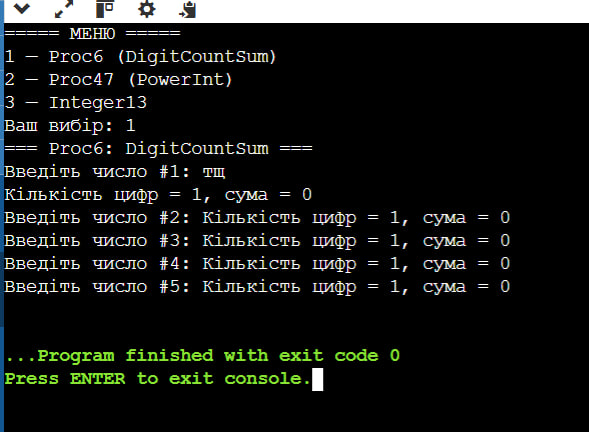 ===== МЕНЮ =====
1 — Proc6 (DigitCountSum)
2 — Proc47 (PowerInt)
3 — Integer13
Ваш вибір: 1
=== Proc6: DigitCountSum ===
Введіть число #1: тщ
Кількість цифр = 1, сума = 0
Введіть число #2: Кількість цифр = 1, сума = 0
Введіть число #3: Кількість цифр = 1, сума = 0
Введіть число #4: Кількість цифр = 1, сума = 0
Введіть число #5: Кількість цифр = 1, сума = 0
...Program finished with exit code 0
Press ENTER to exit console.